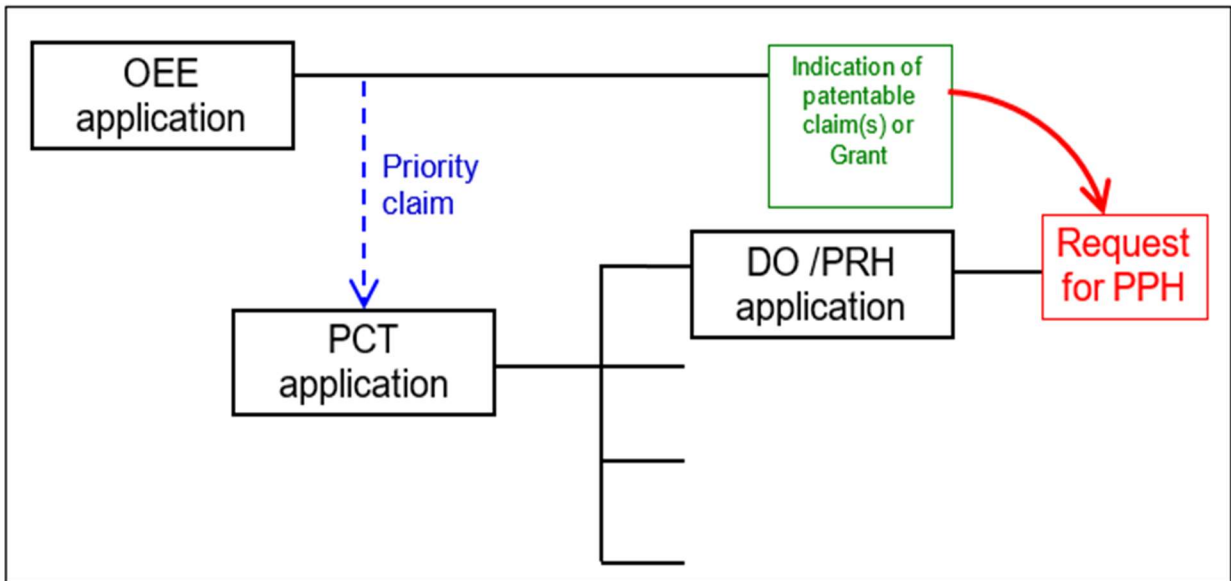 OEE
application
Indication of
patentable
claim(s) or
Grant
Priority
claim
DO /PRH
application
Request
for PPH
PCT
application